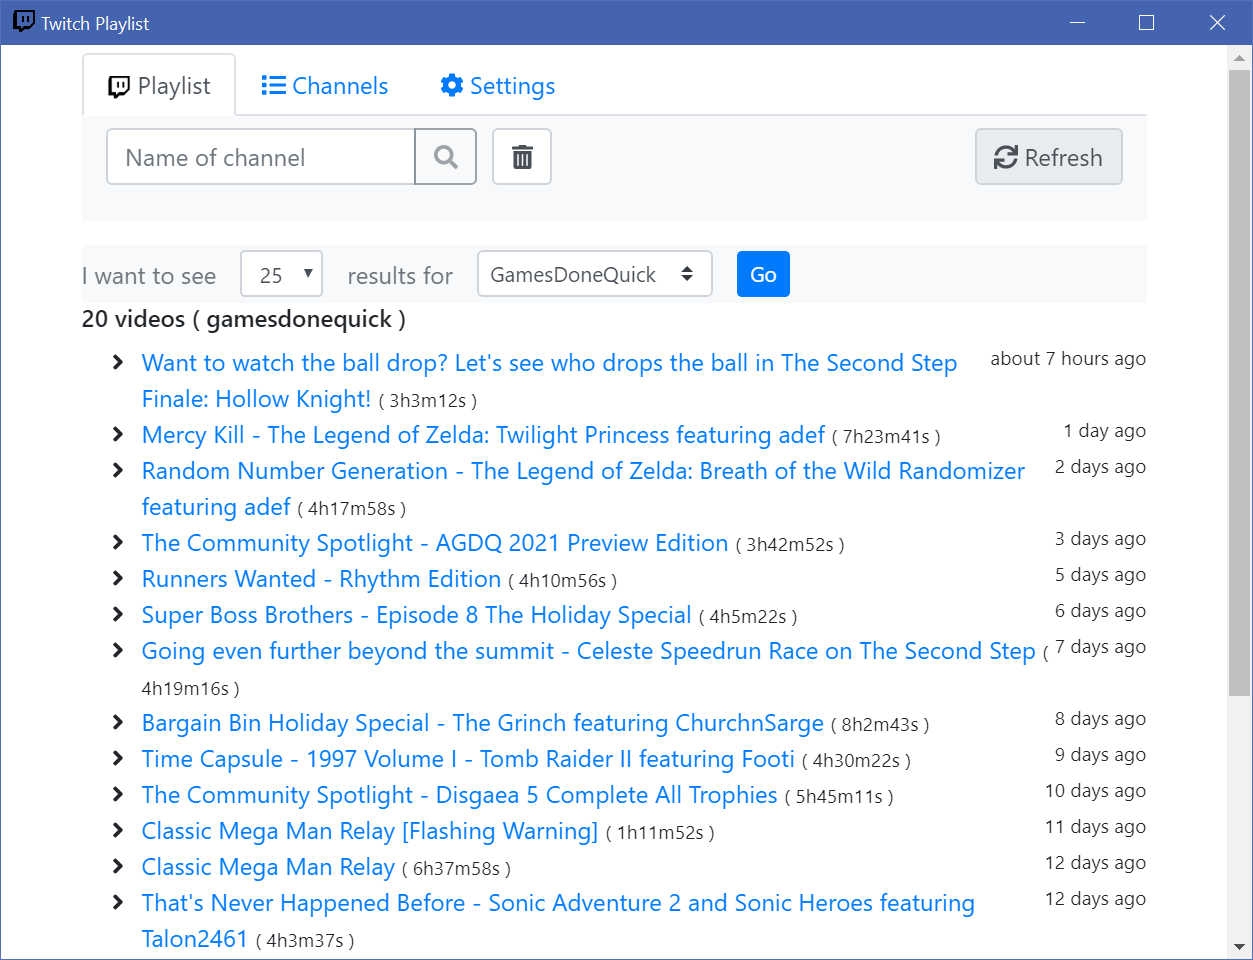 Twitch Playlist
Playlist Channels Settings
Name of channel Refresh
I want to see 25 results for GamesDoneQuick Go
20 videos ( gamesdonequick )
Want to watch the ball drop? Let's see who drops the ball in The Second Step about 7 hours ago
Finale: Hollow Knight! ( 3h3m12s )
Mercy Kill - The Legend of Zelda: Twilight Princess featuring adef ( 7h23m41s ) 1 day ago
Random Number Generation - The Legend of Zelda: Breath of the Wild Randomizer 2 days ago
featuring adef ( 4h17m58s )
The Community Spotlight - AGDQ 2021 Preview Edition ( 3h42m52s ) 3 days ago
Runners Wanted - Rhythm Edition ( 4h10m56s ) 5 days ago
Super Boss Brothers - Episode 8 The Holiday Special ( 4h5m22s ) 6 days ago
Going even further beyond the summit - Celeste Speedrun Race on The Second Step ( 7 days ago
4h19m16s )
Bargain Bin Holiday Special - The Grinch featuring ChurchnSarge ( 8h2m43s ) 8 days ago
Time Capsule - 1997 Volume I - Tomb Raider II featuring Footi ( 4h30m22s ) 9 days ago
The Community Spotlight - Disgaea 5 Complete All Trophies ( 5h45m11s ) 10 days ago
Classic Mega Man Relay [Flashing Warning] ( 1h11m52s ) 11 days ago
Classic Mega Man Relay ( 6h37m58s ) 12 days ago
That's Never Happened Before - Sonic Adventure 2 and Sonic Heroes featuring 12 days ago
Talon2461 ( 4h3m37s )